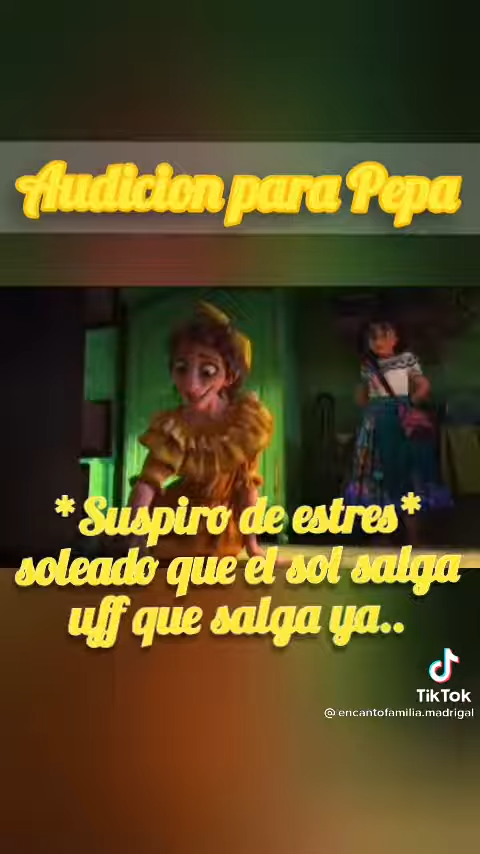 Audicion para Pepa
*Suspiro de estres*
soleado que el sol salga
uff que salga ya..
TikTok
@encantofamilia.madrigal